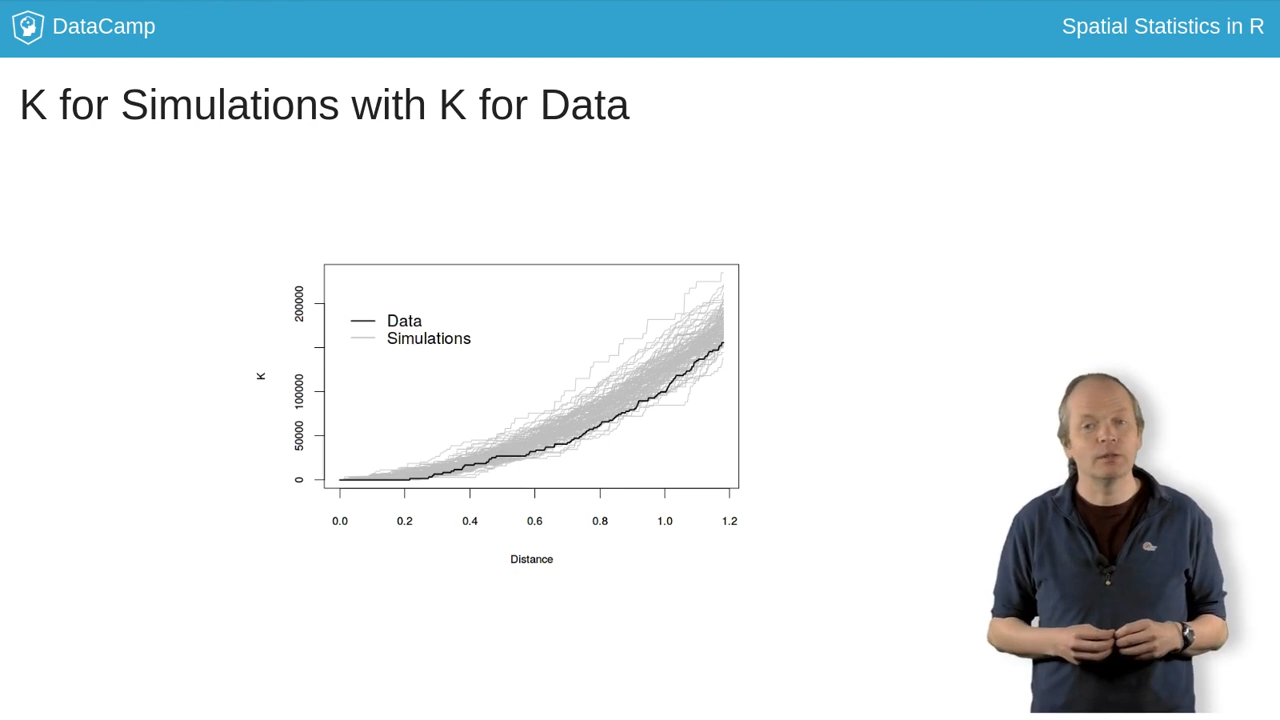 DataCamp
Spatial Statistics in R
K for Simulations with K for Data
Data
Simulations
K
200000
100000
50000
0
0.0 0.2 0.4 0.6 0.8 1.0 1.2
Distance